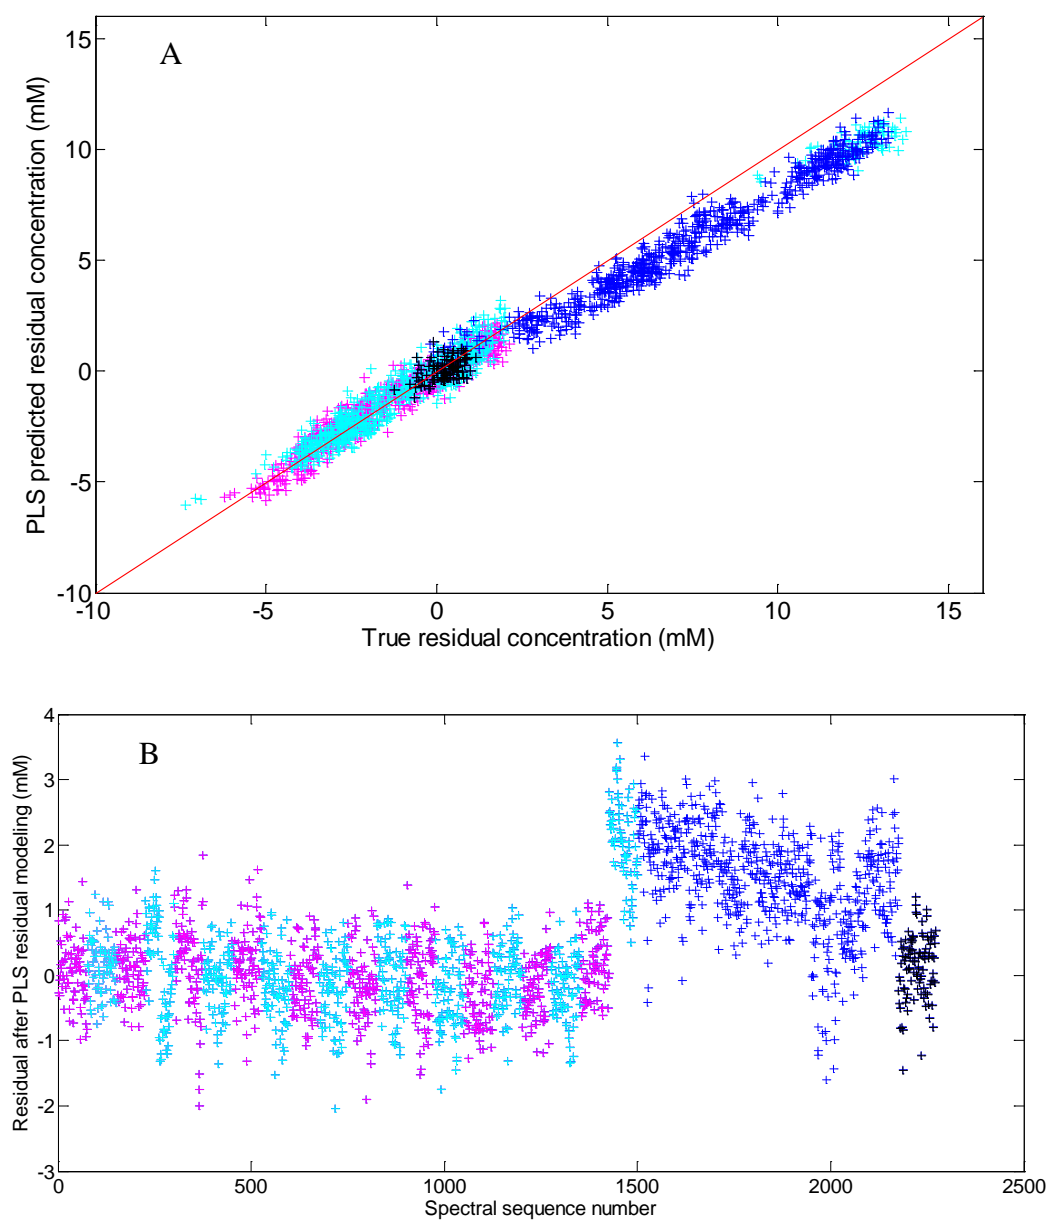 A
15
10
5
0
-5
-10
PLS predicted residual concentration (mM)
-10 -5 0 5 10 15
True residual concentration (mM)
B
4
3
2
1
0
-1
-2
-3
Residual after PLS residual modeling (mM)
0 500 1000 1500 2000 2500
Spectral sequence number